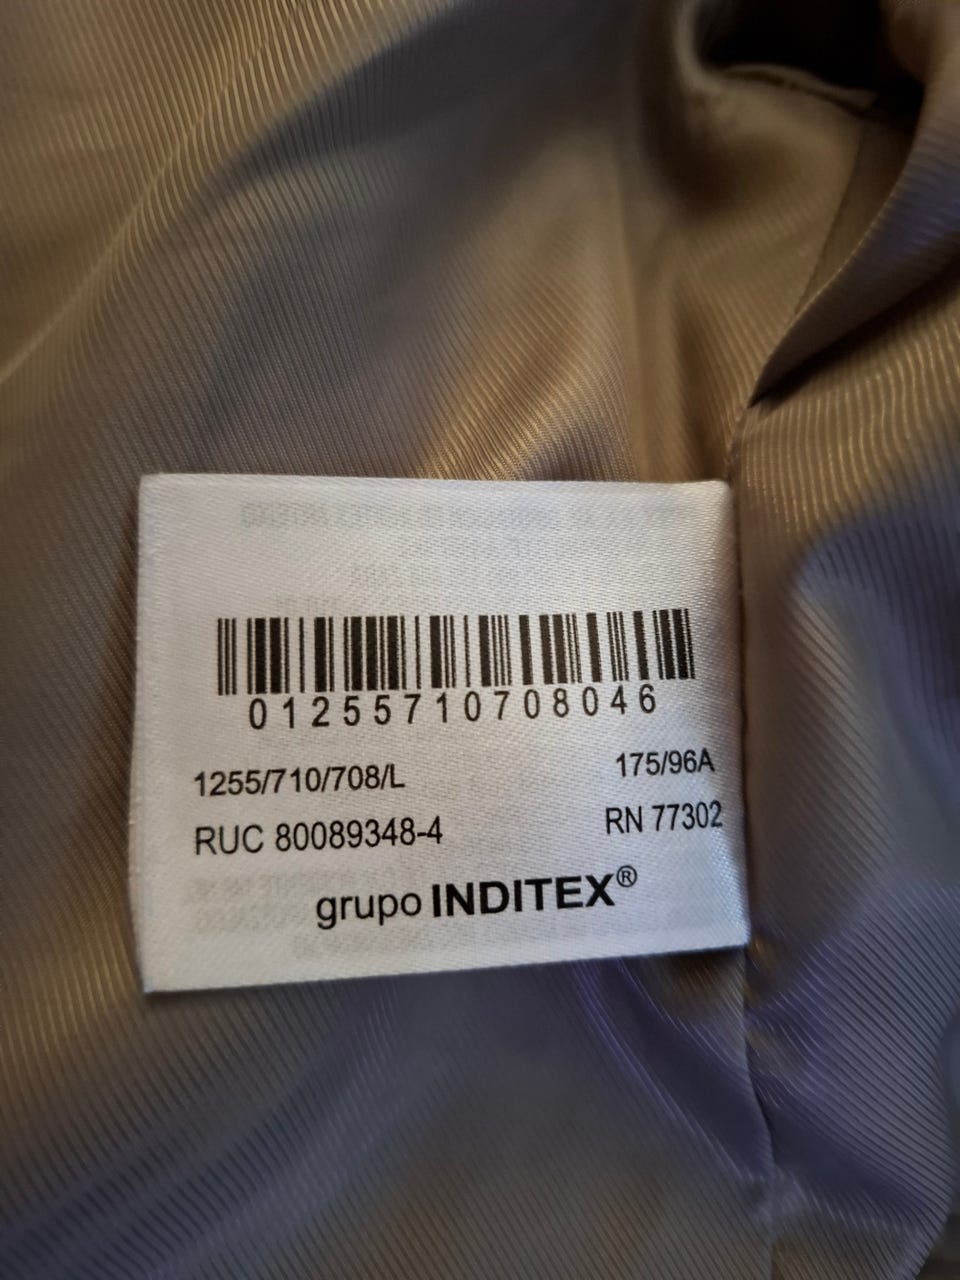 01255710708046
1255/710/708/L 175/96A
RUC 80089348-4 RN 77302
grupo INDITEX®